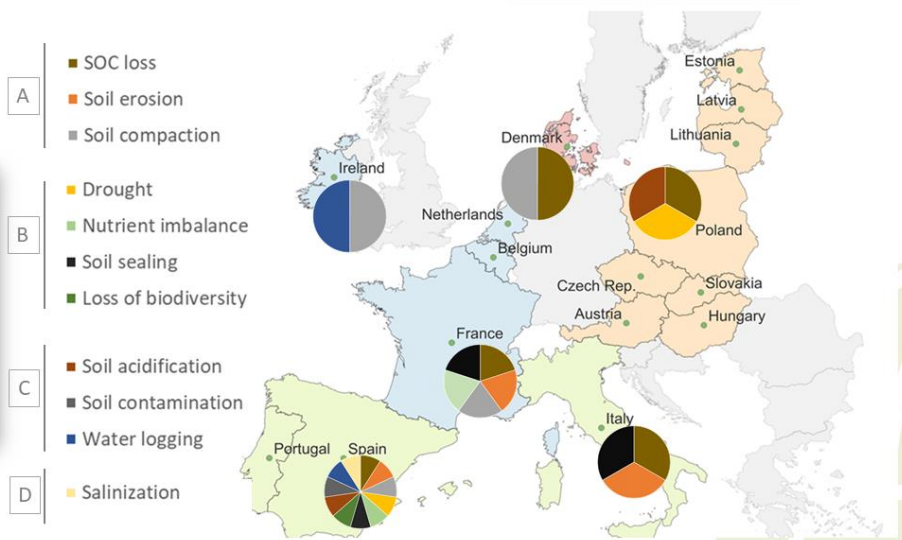 A
SOC loss
Soil erosion
Soil compaction
B
Drought
Nutrient imbalance
Soil sealing
Loss of biodiversity
C
Soil acidification
Soil contamination
Water logging
D
Salinization
Estonia
Latvia
Lithuania
Denmark
Ireland
Netherlands
Poland
Belgium
Czech Rep.
Slovakia
Austria
Hungary
France
Italy
Portugal
Spain